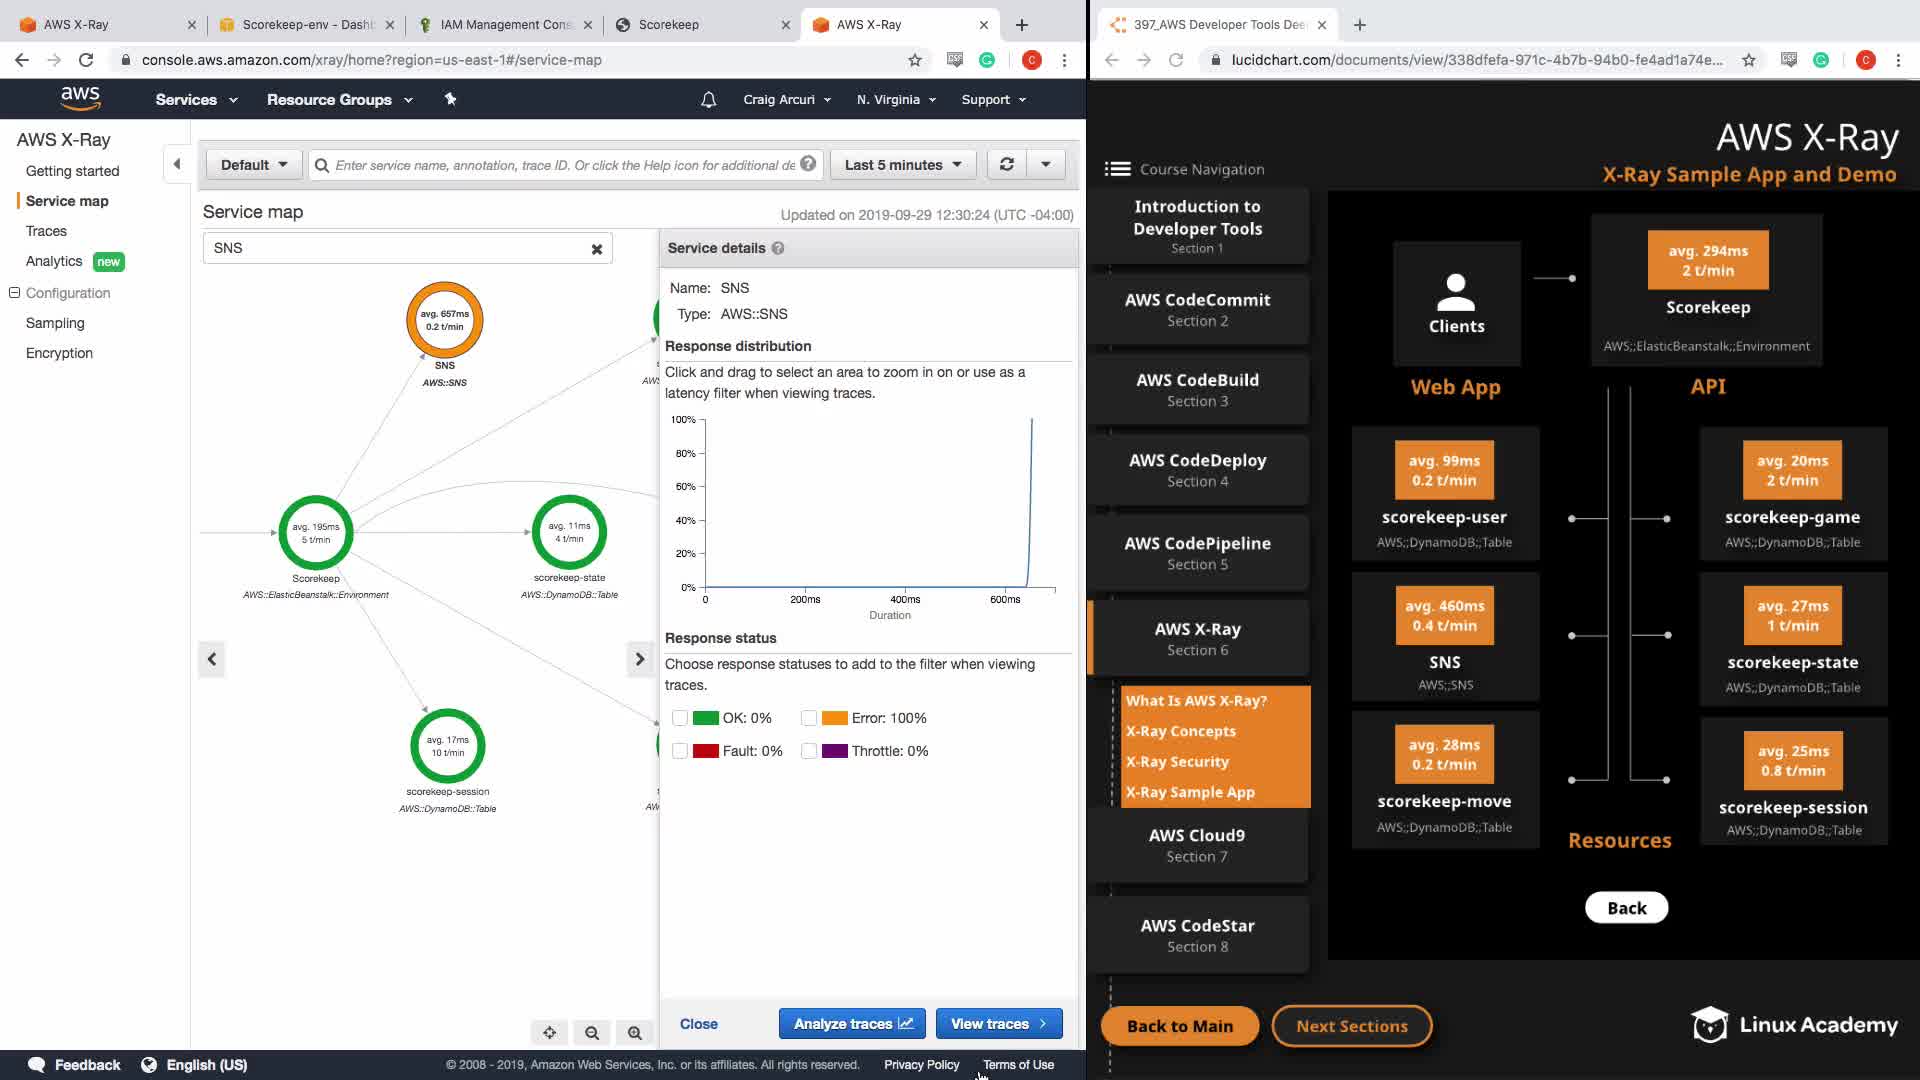 AWS X-Ray
Scorekeep-env - Dashb
IAM Management Cons
Scorekeep
AWS X-Ray
console.aws.amazon.com/xray/home?region=us-east-1#/service-map
C
aws
Services
Resource Groups
Craig Arcuri
N. Virginia
Support
AWS X-Ray
Getting started
Service map
Traces
Analytics new
Configuration
Sampling
Encryption
Default
Enter service name, annotation, trace ID. Or click the Help icon for additional de
Last 5 minutes
Service map
Updated on 2019-09-29 12:30:24 (UTC -04:00)
SNS
avg. 657ms
0.2 t/min
SNS
AWS::SNS
AWS
avg. 195ms
5 t/min
Scorekeep
AWS::ElasticBeanstalk::Environment
avg. 11ms
4 t/min
scorekeep-state
AWS::DynamoDB::Table
avg. 17ms
10 t/min
scorekeep-session
AWS::DynamoDB::Table
Service details
Name: SNS
Type: AWS::SNS
Response distribution
Click and drag to select an area to zoom in on or use as a
latency filter when viewing traces.
100%
80%
60%
40%
20%
0%
0 200ms 400ms 600ms
Duration
Response status
Choose response statuses to add to the filter when viewing
traces.
OK: 0% Error: 100%
Fault: 0% Throttle: 0%
Close
Analyze traces
View traces
Feedback
English (US)
© 2008 - 2019, Amazon Web Services, Inc. or its affiliates. All rights reserved.
Privacy Policy
Terms of Use
397_AWS Developer Tools Dee
lucidchart.com/documents/view/338dfefa-971c-4b7b-94b0-fe4ad1a74e...
C
AWS X-Ray
X-Ray Sample App and Demo
Course Navigation
Introduction to
Developer Tools
Section 1
AWS CodeCommit
Section 2
AWS CodeBuild
Section 3
AWS CodeDeploy
Section 4
AWS CodePipeline
Section 5
AWS X-Ray
Section 6
What Is AWS X-Ray?
X-Ray Concepts
X-Ray Security
X-Ray Sample App
AWS Cloud9
Section 7
AWS CodeStar
Section 8
Clients
Web App
avg. 294ms
2 t/min
Scorekeep
AWS;;ElasticBeanstalk;;Environment
API
avg. 99ms
0.2 t/min
scorekeep-user
AWS;;DynamoDB;;Table
avg. 20ms
2 t/min
scorekeep-game
AWS;;DynamoDB;;Table
avg. 460ms
0.4 t/min
SNS
AWS;;SNS
avg. 27ms
1 t/min
scorekeep-state
AWS;;DynamoDB;;Table
avg. 28ms
0.2 t/min
scorekeep-move
AWS;;DynamoDB;;Table
avg. 25ms
0.8 t/min
scorekeep-session
AWS;;DynamoDB;;Table
Resources
Back
Back to Main
Next Sections
Linux Academy